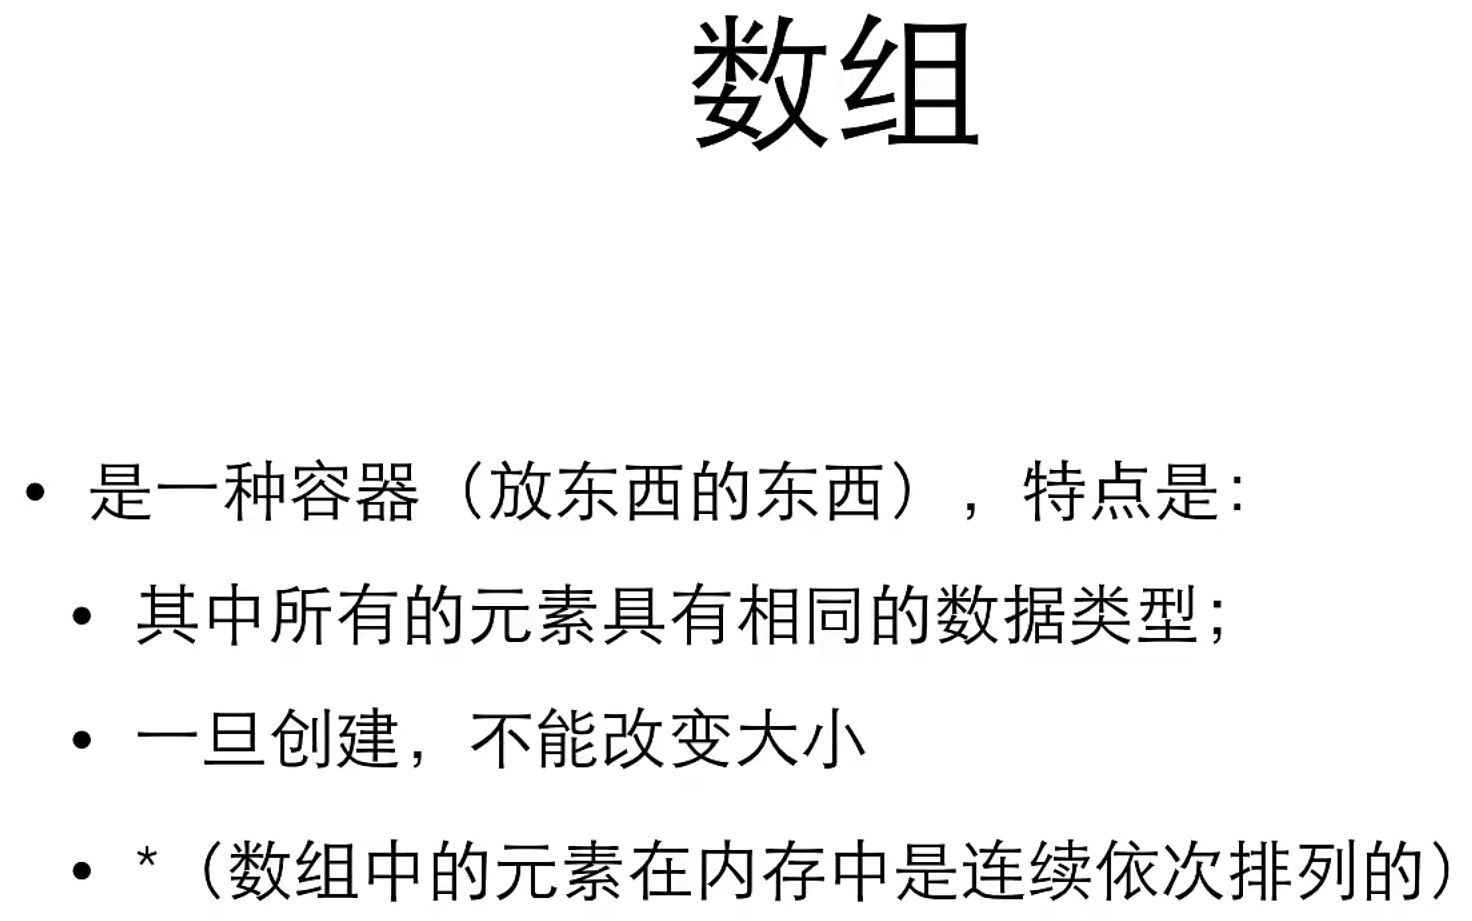 数组
• 是一种容器（放东西的东西），特点是：
• 其中所有的元素具有相同的数据类型；
• 一旦创建，不能改变大小
• *（数组中的元素在内存中是连续依次排列的）